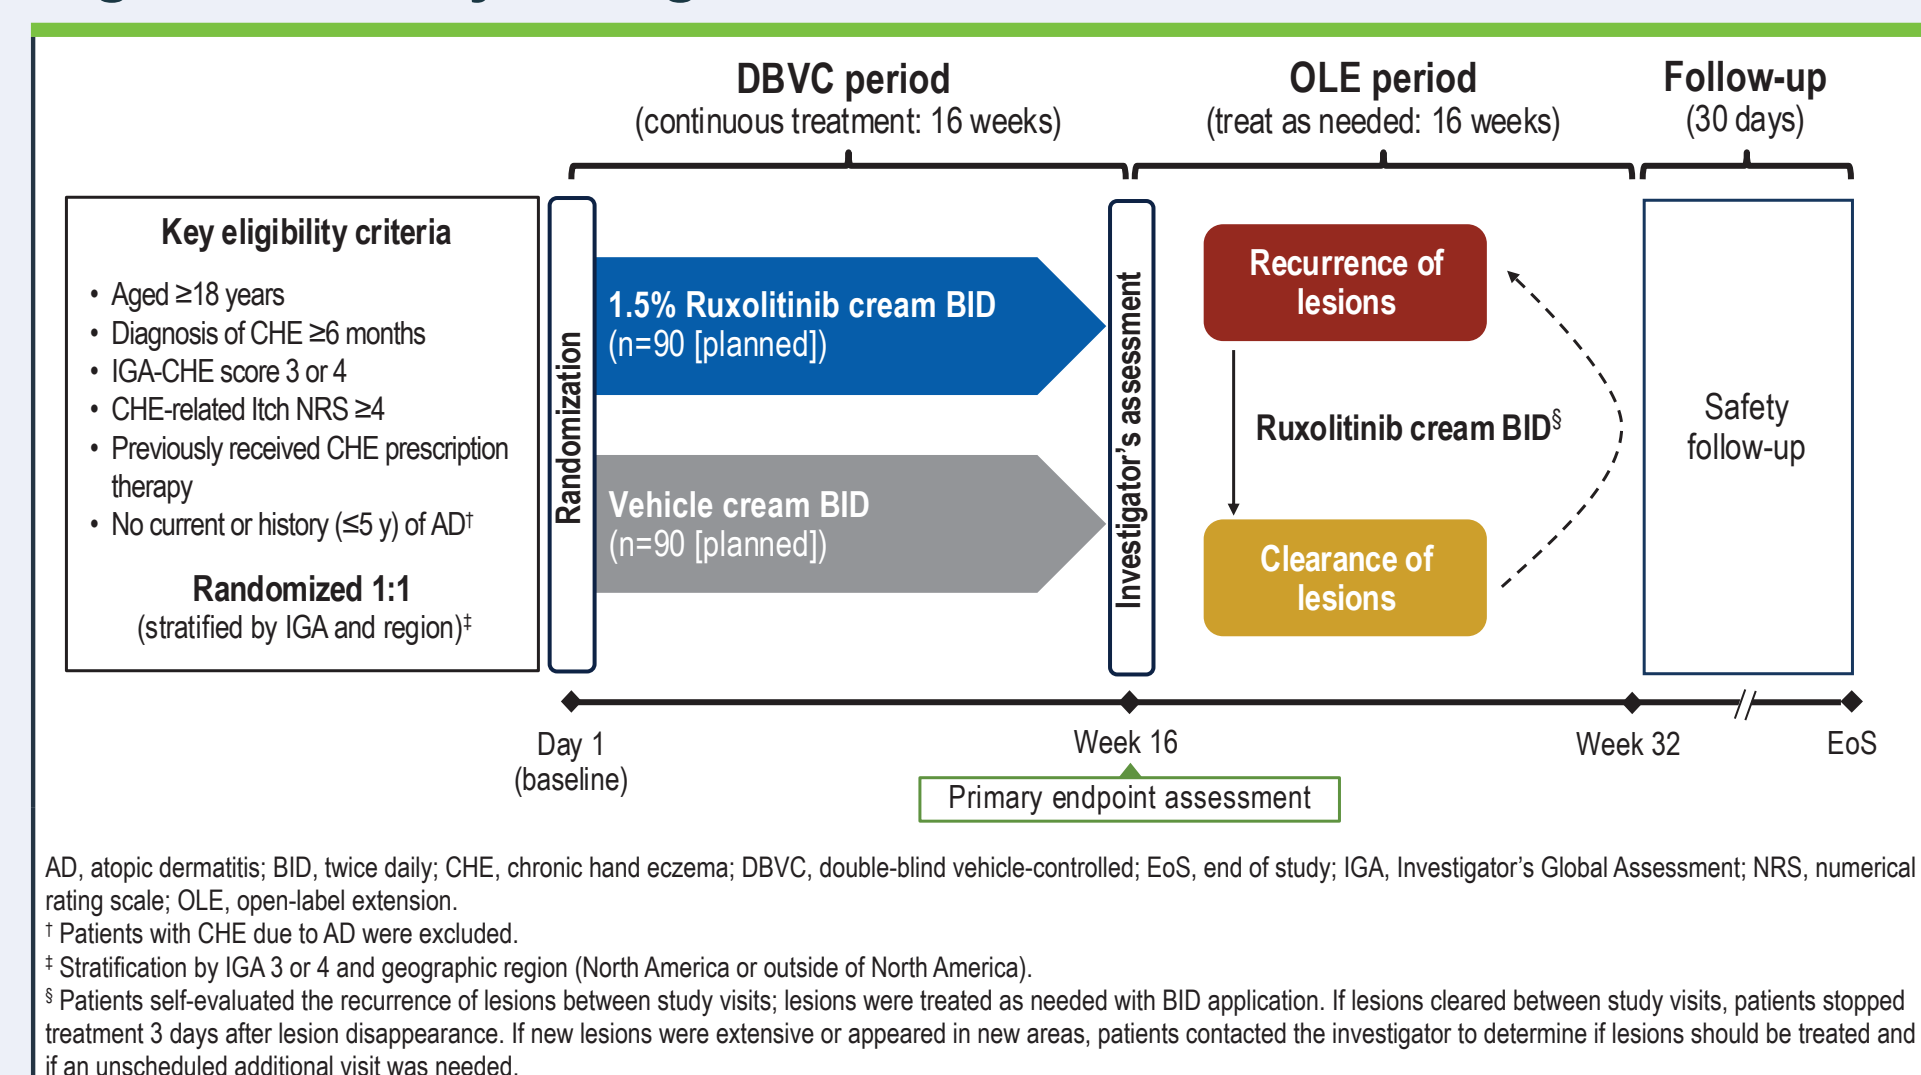 DBVC period
(continuous treatment: 16 weeks)
OLE period
(treat as needed: 16 weeks)
Follow-up
(30 days)
Key eligibility criteria
• Aged ≥18 years
• Diagnosis of CHE ≥6 months
• IGA-CHE score 3 or 4
• CHE-related Itch NRS ≥4
• Previously received CHE prescription
therapy
• No current or history (≤5 y) of AD†
Randomized 1:1
(stratified by IGA and region)‡
Randomization
1.5% Ruxolitinib cream BID
(n=90 [planned])
Vehicle cream BID
(n=90 [planned])
Investigator’s assessment
Recurrence of
lesions
Ruxolitinib cream BID§
Clearance of
lesions
Safety
follow-up
Day 1
(baseline)
Week 16
Week 32
EoS
Primary endpoint assessment
AD, atopic dermatitis; BID, twice daily; CHE, chronic hand eczema; DBVC, double-blind vehicle-controlled; EoS, end of study; IGA, Investigator’s Global Assessment; NRS, numerical
rating scale; OLE, open-label extension.
† Patients with CHE due to AD were excluded.
‡ Stratification by IGA 3 or 4 and geographic region (North America or outside of North America).
§ Patients self-evaluated the recurrence of lesions between study visits; lesions were treated as needed with BID application. If lesions cleared between study visits, patients stopped
treatment 3 days after lesion disappearance. If new lesions were extensive or appeared in new areas, patients contacted the investigator to determine if lesions should be treated and
if an unscheduled additional visit was needed.